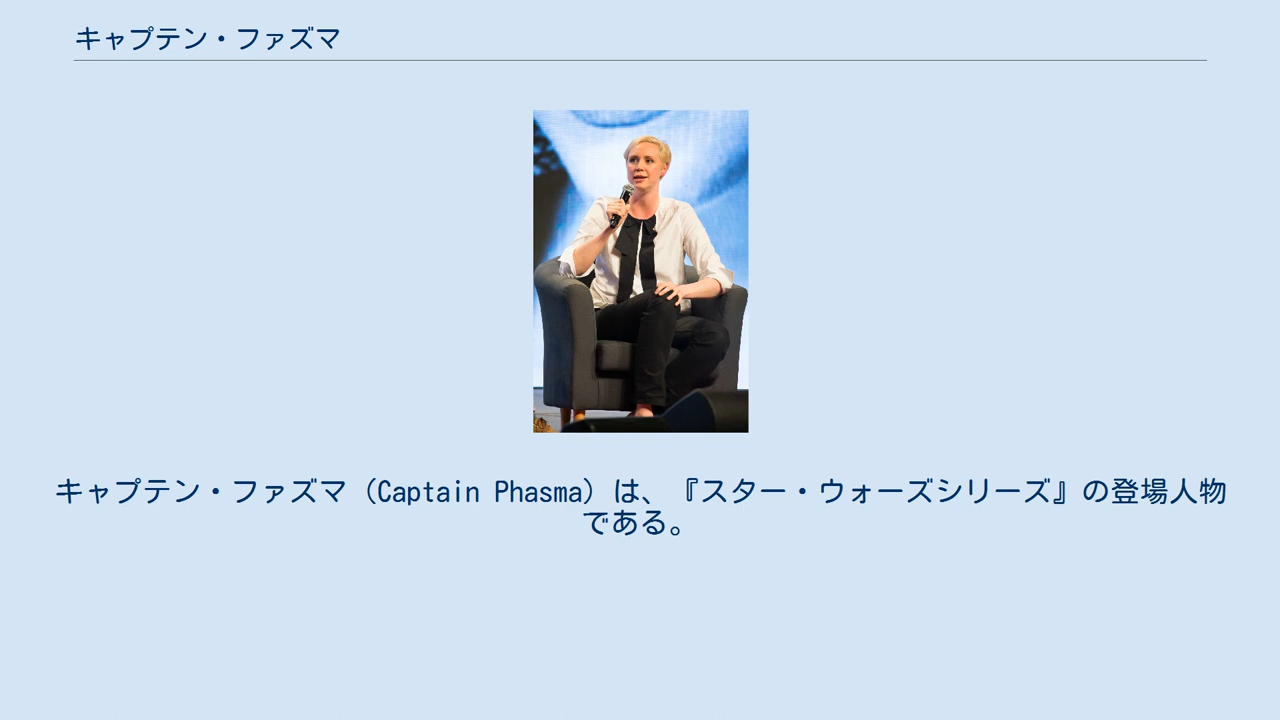 キャプテン・ファズマ
キャプテン・ファズマ（Captain Phasma）は、『スター・ウォーズシリーズ』の登場人物
である。